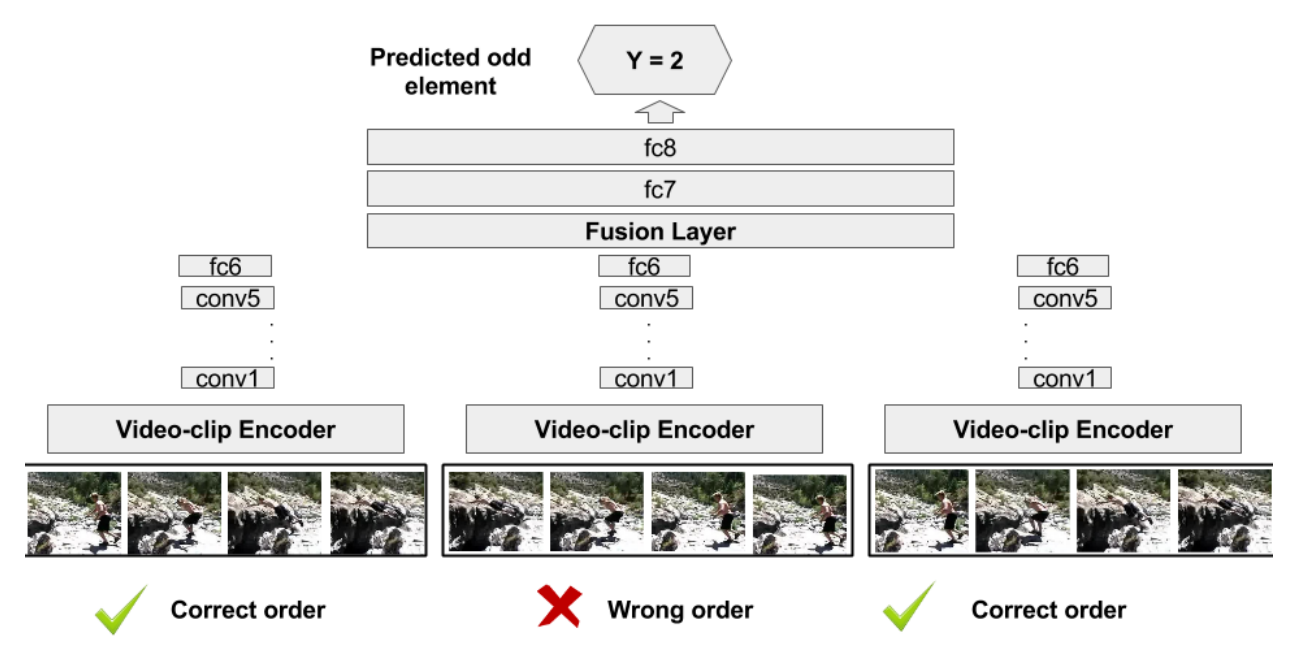 Predicted odd
element
Y = 2
fc8
fc7
Fusion Layer
fc6 fc6 fc6
conv5 conv5 conv5
conv1 conv1 conv1
Video-clip Encoder Video-clip Encoder Video-clip Encoder
Correct order Wrong order Correct order